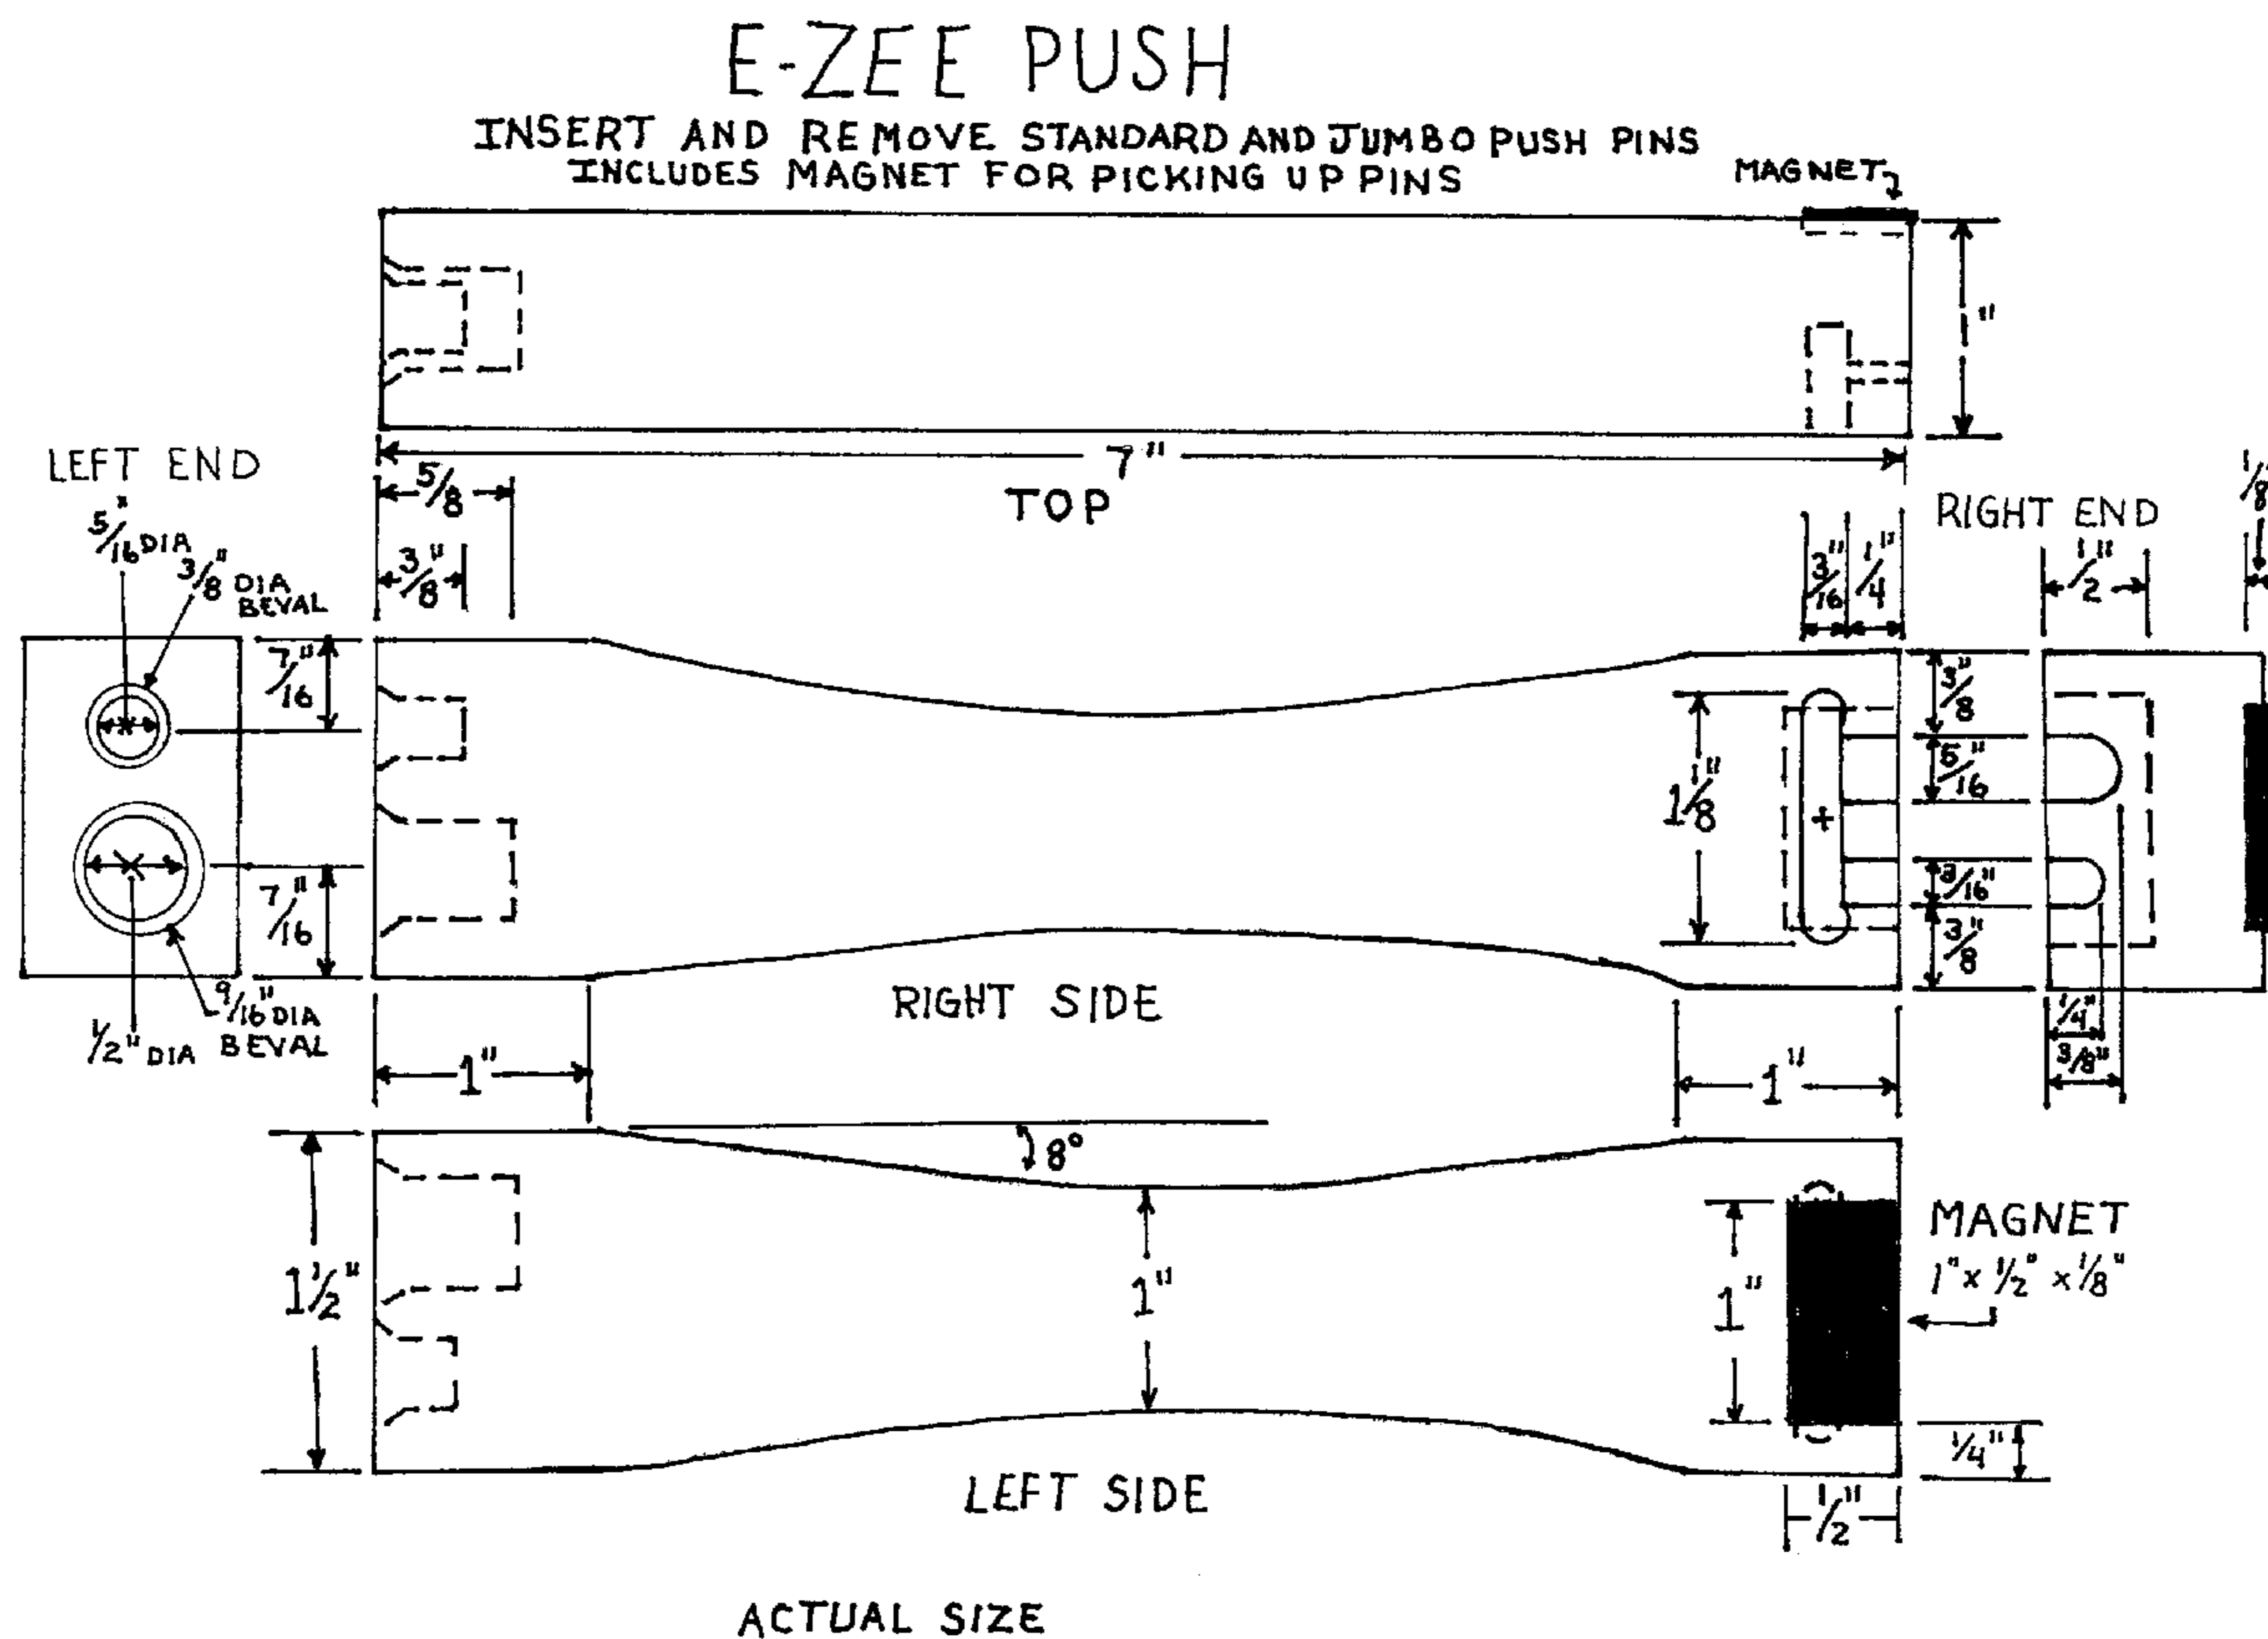 E-ZEE PUSH
INSERT AND REMOVE STANDARD AND JUMBO PUSH PINS
INCLUDES MAGNET FOR PICKING UP PINS
MAGNET
"
7"
TOP
LEFT END
5/16" DIA
3/8" DIA
BEVAL
5/8
3/8"
7/16"
7/16"
9/16" DIA
BEVAL
1/2" DIA
3/16"
1/4"
RIGHT END
1/2"
1/8
1 1/8"
3/8"
5/16"
3/16"
3/8"
1/4"
3/8"
RIGHT SIDE
1"
1"
8°
1 1/2"
1"
1"
MAGNET
1" x 1/2" x 1/8"
1/4"
1/2"
LEFT SIDE
ACTUAL SIZE